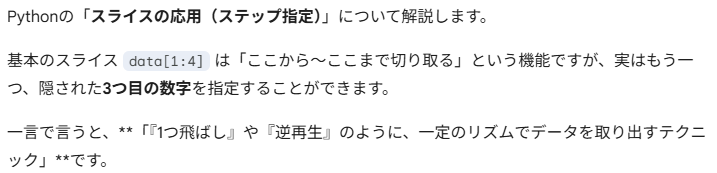 Pythonの「スライスの応用（ステップ指定）」について解説します。
基本のスライス data[1:4] は「ここから～ここまで切り取る」という機能ですが、実はもう一
つ、隠された3つ目の数字を指定することができます。
一言で言うと、**「『1つ飛ばし』や『逆再生』のように、一定のリズムでデータを取り出すテクニ
ック」**です。